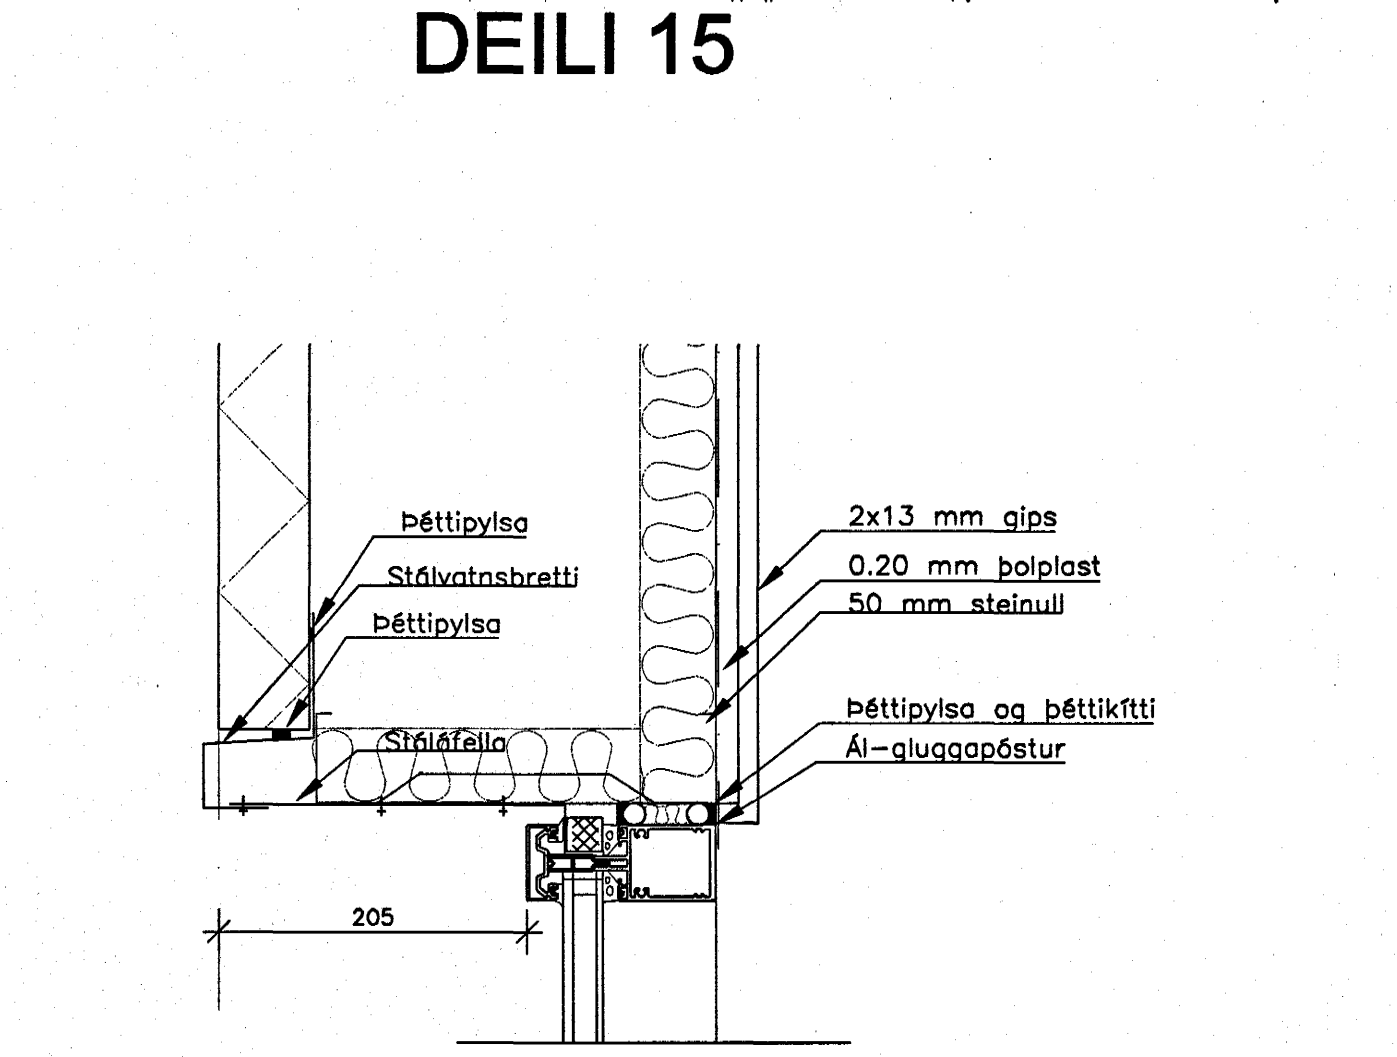 DEILI 15
Þéttipylsa
Stálvatnsbretti
Þéttipylsa
Stáláfella
2x13 mm gips
0.20 mm þolplast
50 mm steinull
Þéttipylsa og þéttikítti
Ál-gluggapóstur
205